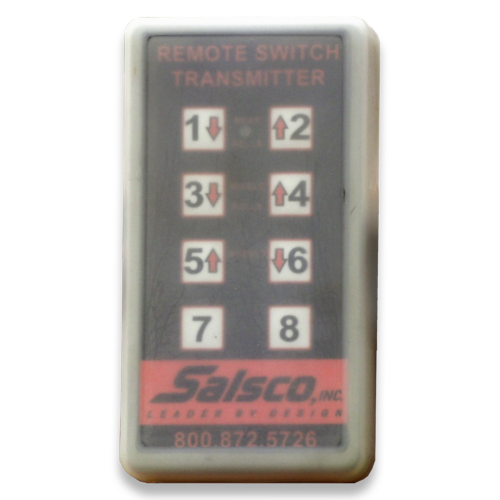 REMOTE SWITCH
TRANSMITTER
1 ↓ ↑ 2
3 ↓ ↑ 4
5 ↑ ↓ 6
7 8
Salsco, INC.
LEADER BY DESIGN
800.872.5726